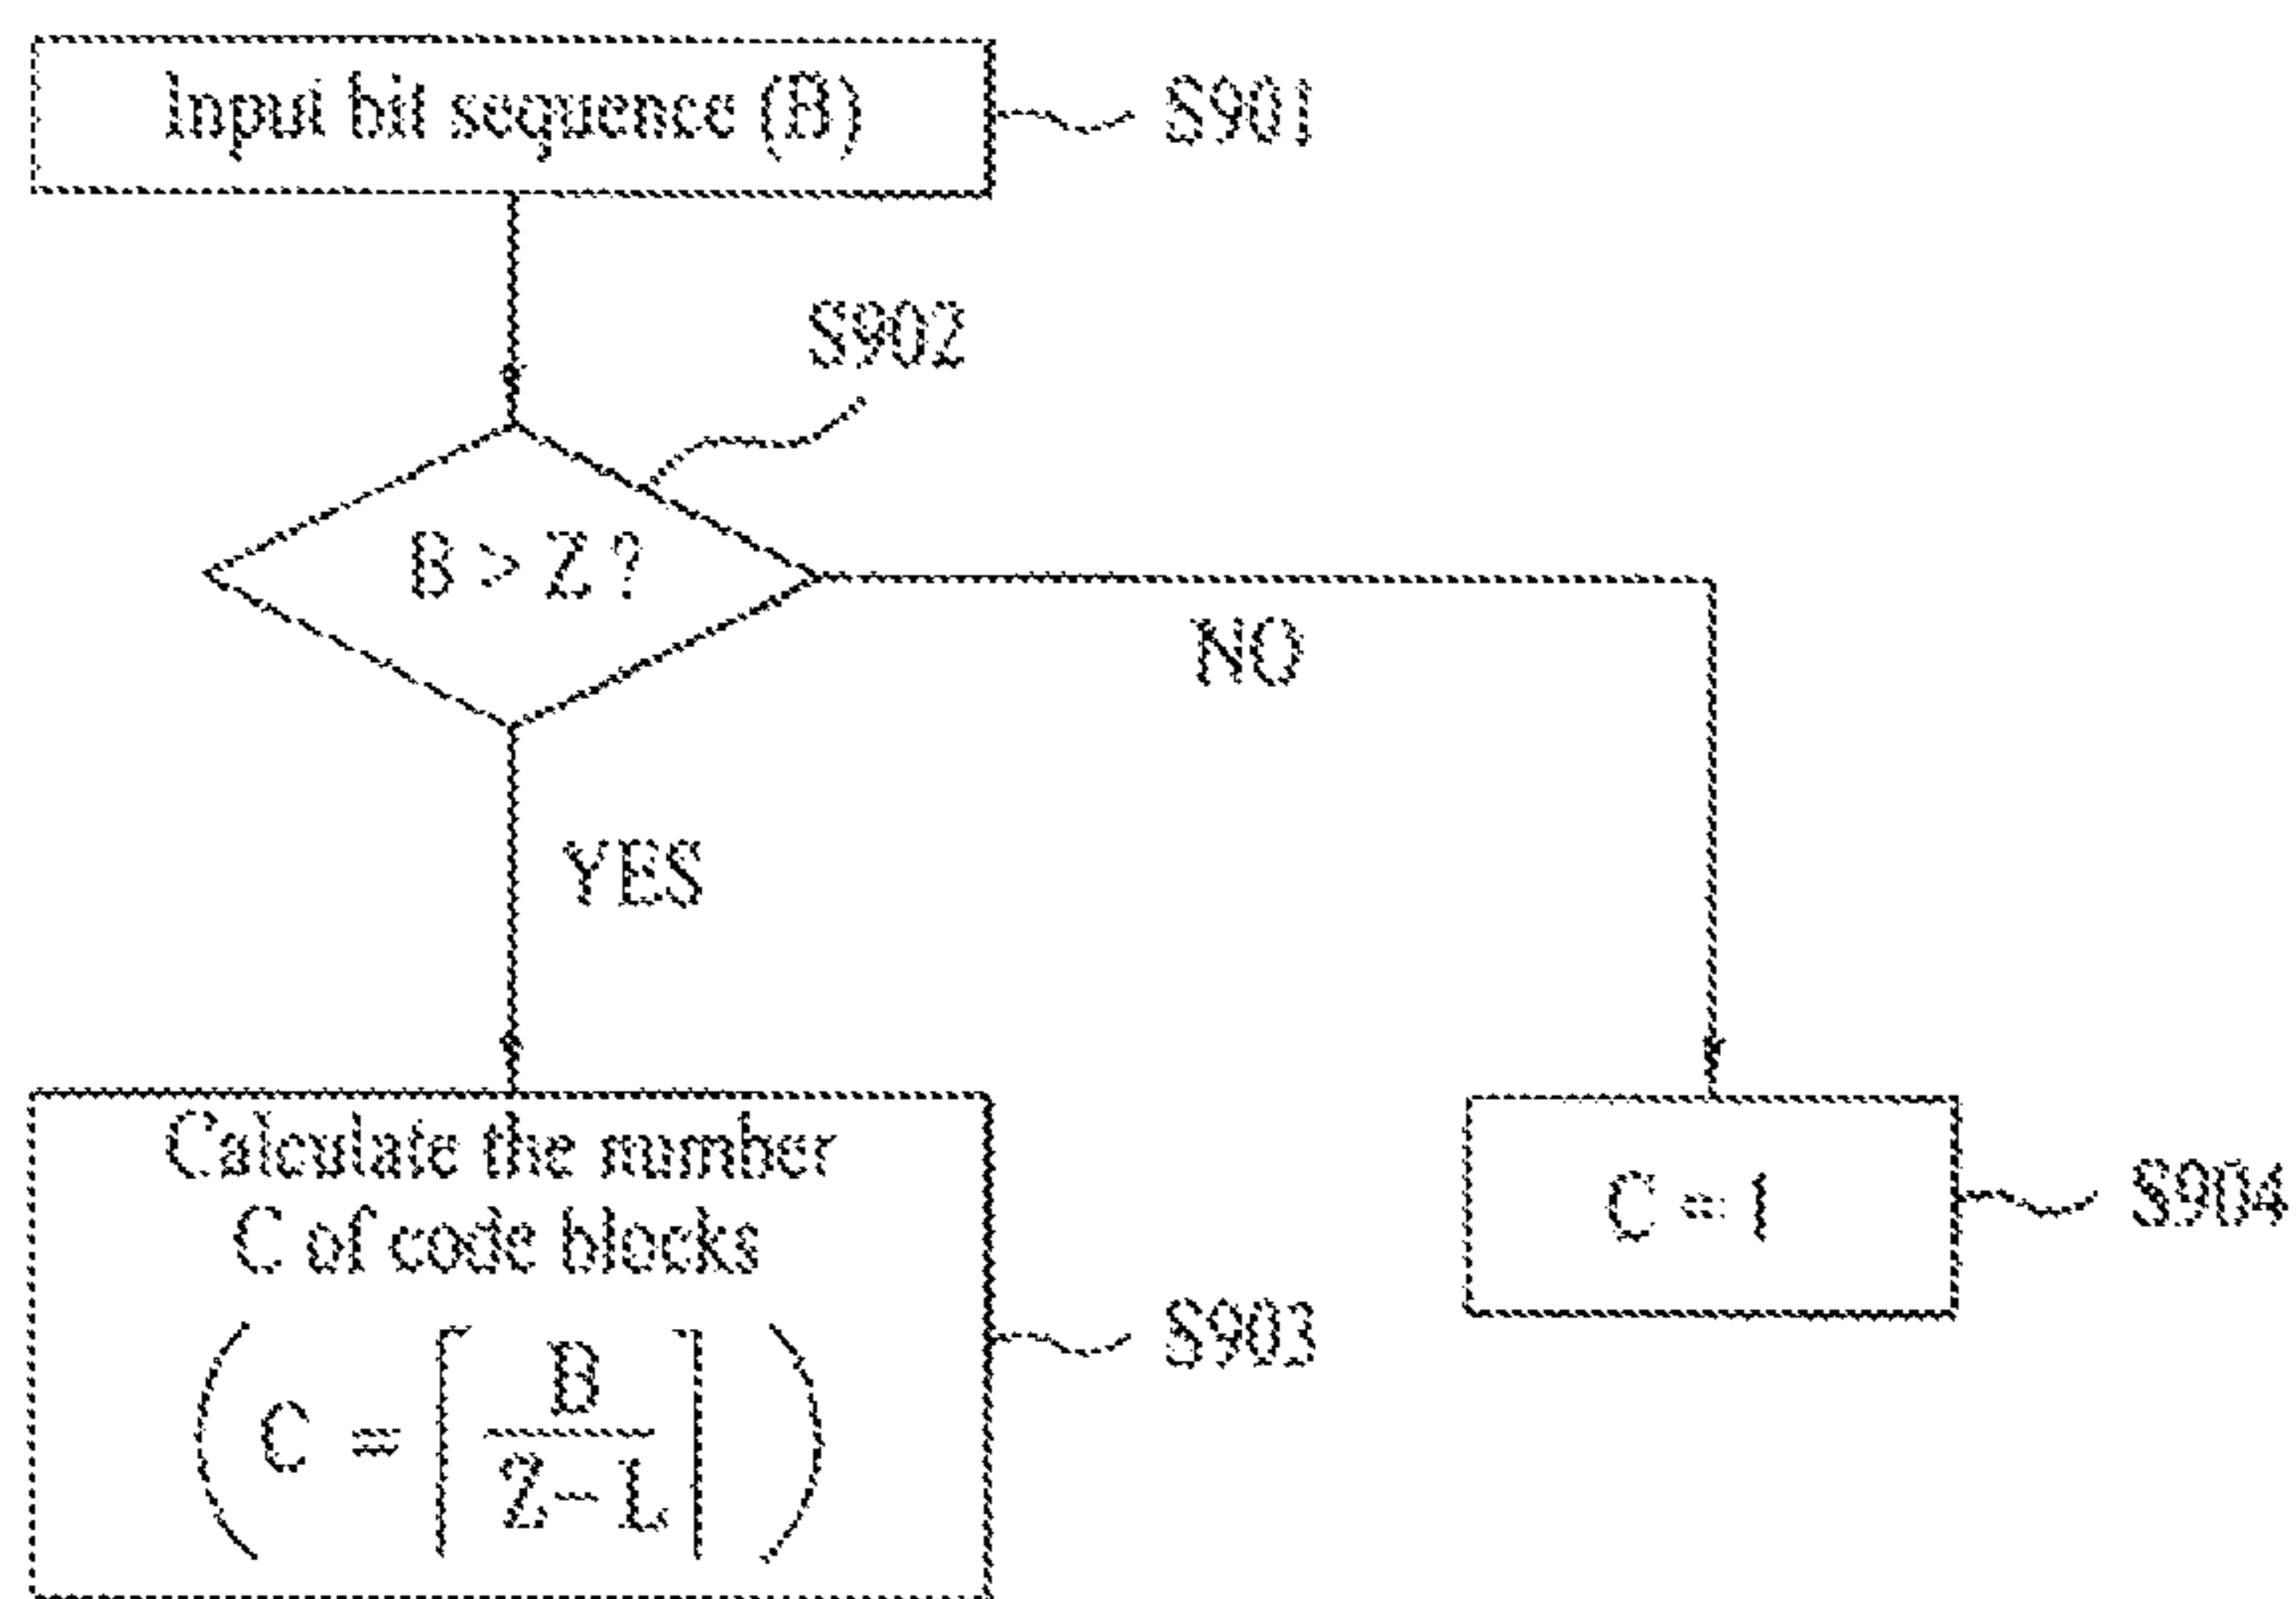 Input bit sequence (B)
S901
S902
B > Z ?
NO
YES
Calculate the number
C of code blocks
( C = ⌈ B / Z-L ⌉ )
S903
C = 1
S904